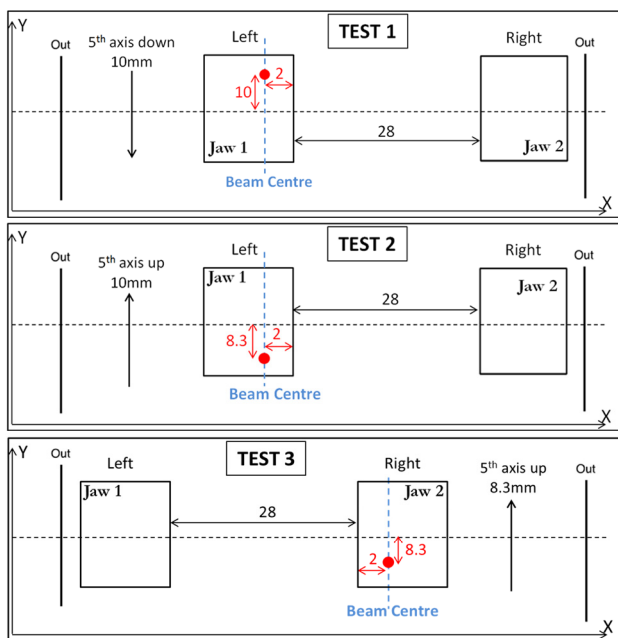 Y
Left
TEST 1
Right
Out
5th axis down
10mm
Out
2
10
28
Jaw 1
Jaw 2
Beam Centre
X
Y
Left
TEST 2
Right
Out
5th axis up
10mm
Out
Jaw 1
Jaw 2
28
8.3
2
Beam Centre
X
Y
Left
TEST 3
Right
Out
5th axis up
8.3mm
Out
Jaw 1
Jaw 2
28
2
8.3
Beam Centre
X